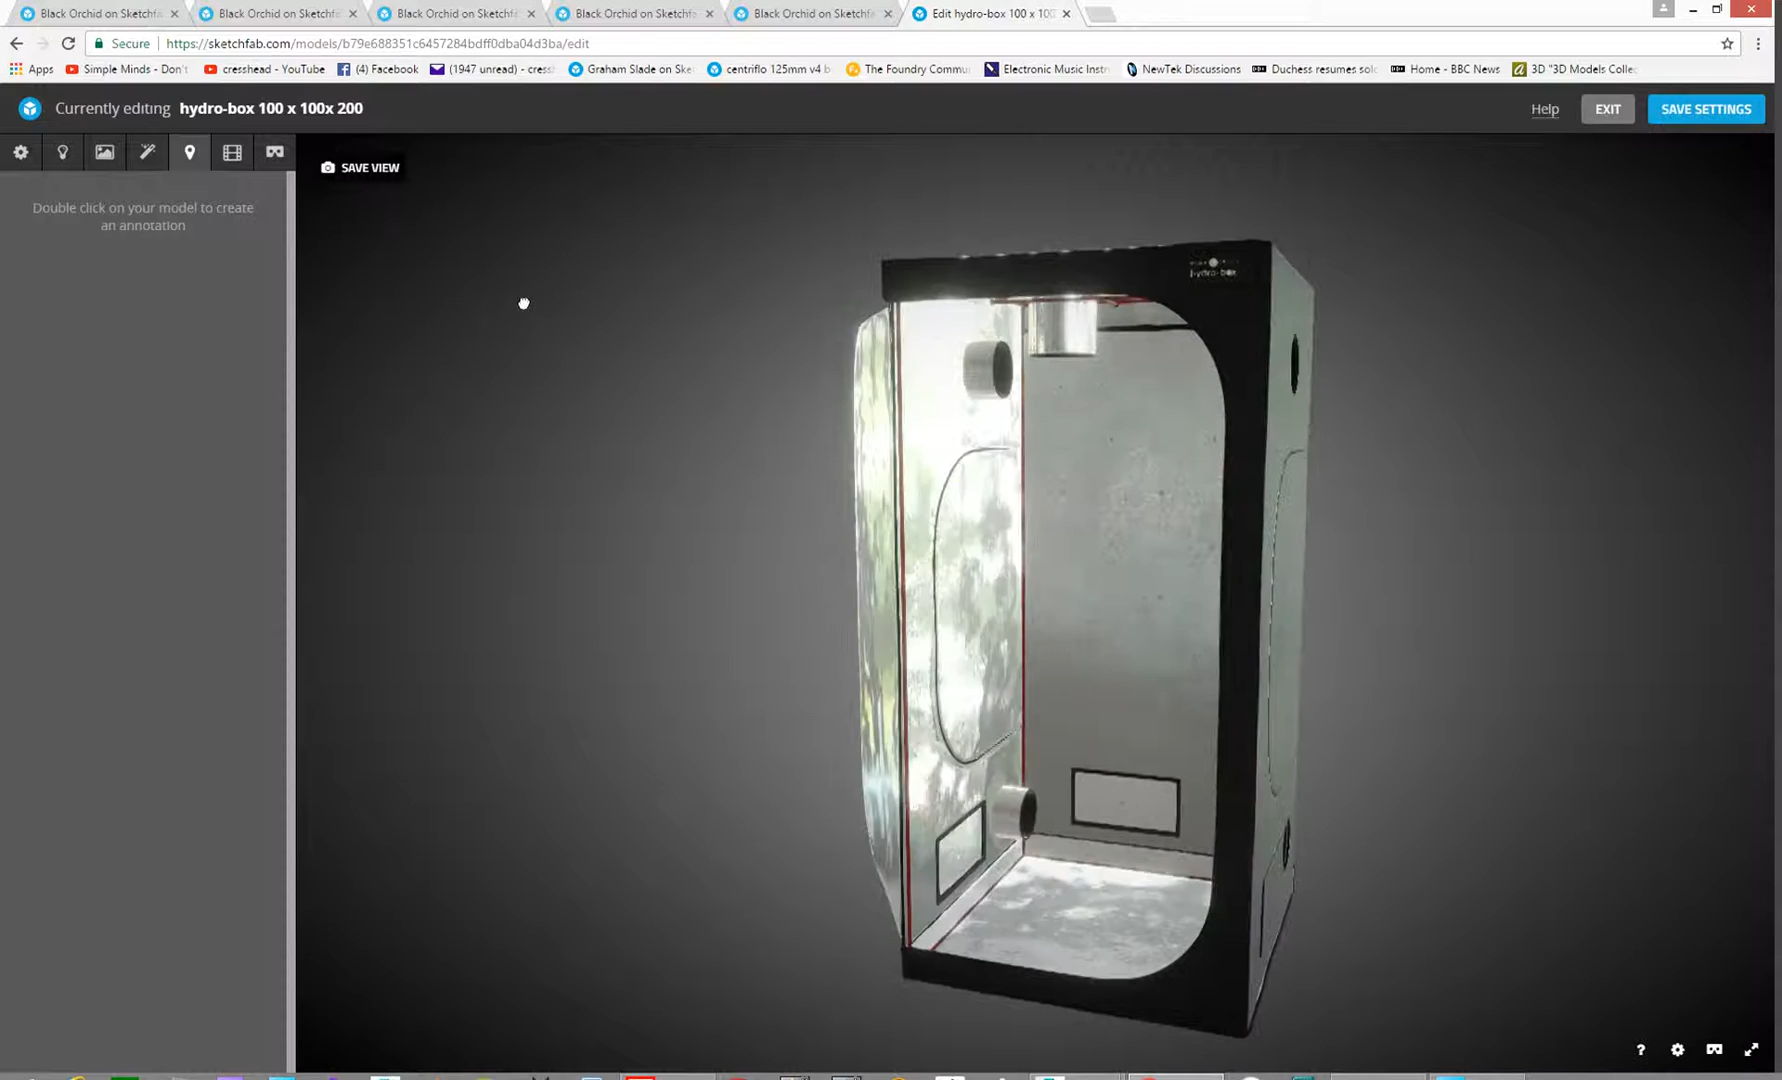 Black Orchid on Sketchfa
Black Orchid on Sketchfa
Black Orchid on Sketchfa
Black Orchid on Sketchfa
Black Orchid on Sketchfa
Edit hydro-box 100 x 100
Secure
https://sketchfab.com/models/b79e688351c6457284bdff0dba04d3ba/edit
Apps
Simple Minds - Don't
cresshead - YouTube
(4) Facebook
(1947 unread) - cress
Graham Slade on Ske
centriflo 125mm v4 b
The Foundry Commu
Electronic Music Instr
NewTek Discussions
Duchess resumes sol
Home - BBC News
3D "3D Models Collec
Currently editing hydro-box 100 x 100x 200
Help
EXIT
SAVE SETTINGS
SAVE VIEW
Double click on your model to create
an annotation
hydro-box
?